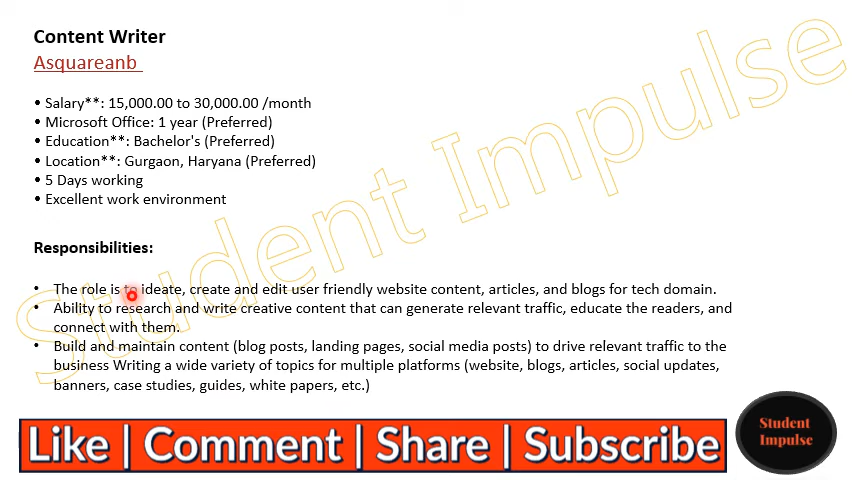 Content Writer
Asquareanb
• Salary**: 15,000.00 to 30,000.00 /month
• Microsoft Office: 1 year (Preferred)
• Education**: Bachelor's (Preferred)
• Location**: Gurgaon, Haryana (Preferred)
• 5 Days working
• Excellent work environment
Student Impulse
Responsibilities:
• The role is to ideate, create and edit user friendly website content, articles, and blogs for tech domain.
• Ability to research and write creative content that can generate relevant traffic, educate the readers, and
connect with them.
• Build and maintain content (blog posts, landing pages, social media posts) to drive relevant traffic to the
business Writing a wide variety of topics for multiple platforms (website, blogs, articles, social updates,
banners, case studies, guides, white papers, etc.)
Like | Comment | Share | Subscribe
Student
Impulse